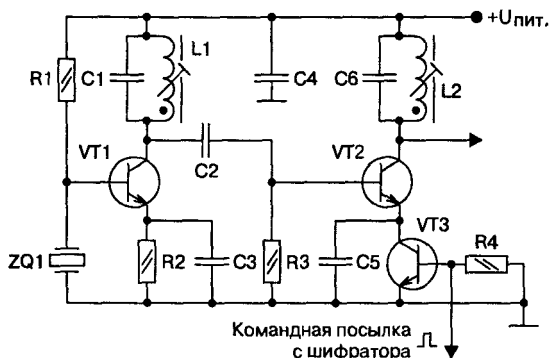 +Uпит.
L1
R1
C1
C4
C6
L2
VT1
C2
VT2
VT3
R4
ZQ1
R2
C3
R3
C5
Командная посылка
с шифратора